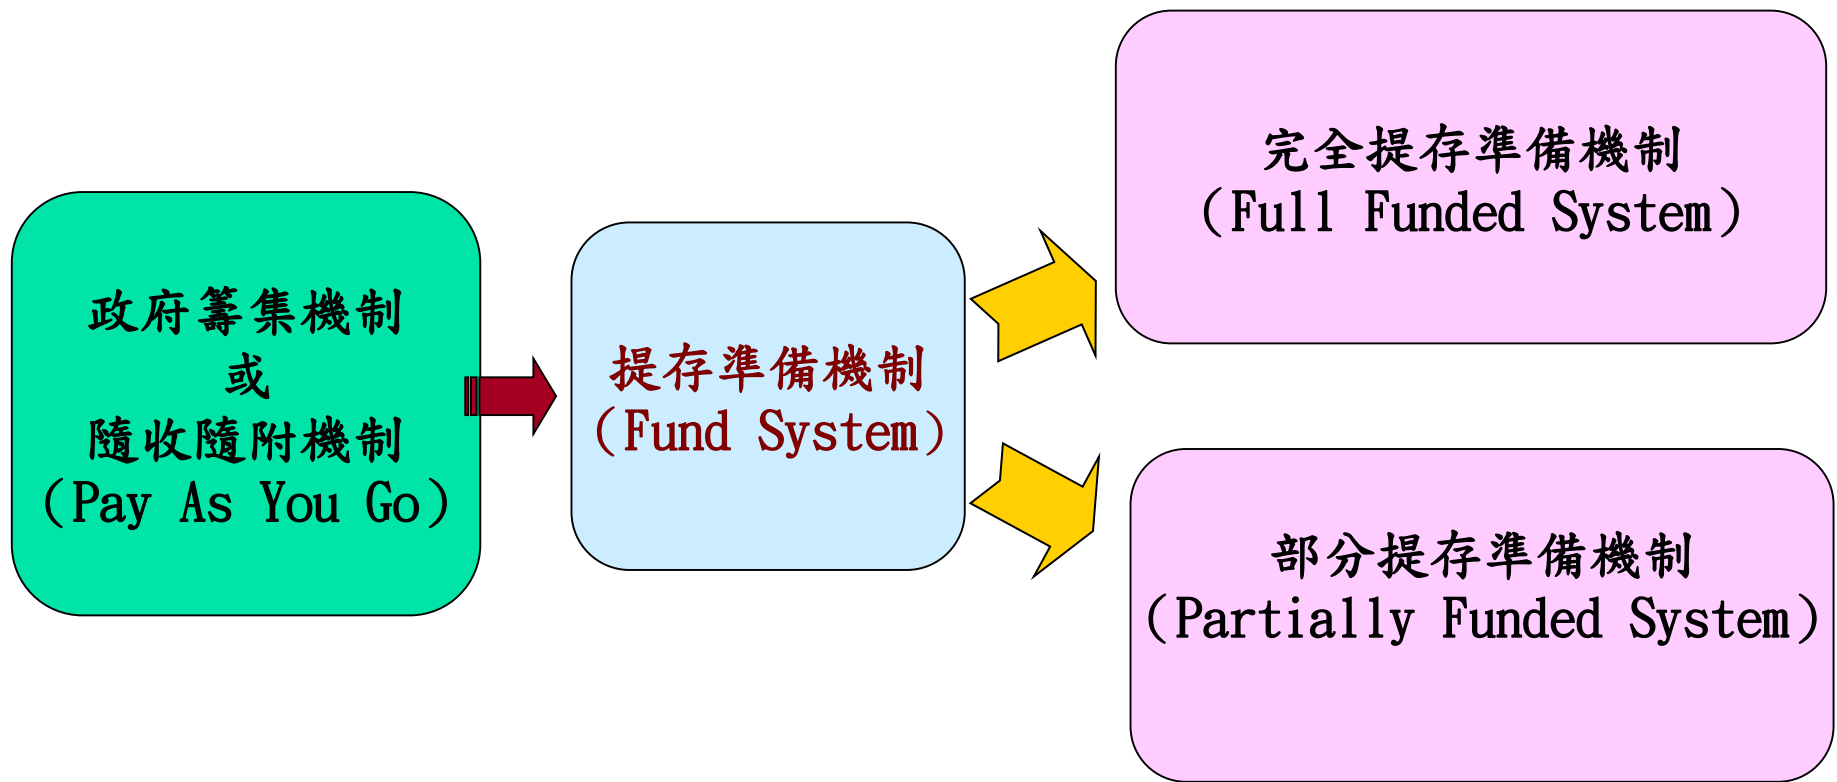 政府籌集機制
或
隨收隨附機制
(Pay As You Go)
提存準備機制
(Fund System)
完全提存準備機制
(Full Funded System)
部分提存準備機制
(Partially Funded System)